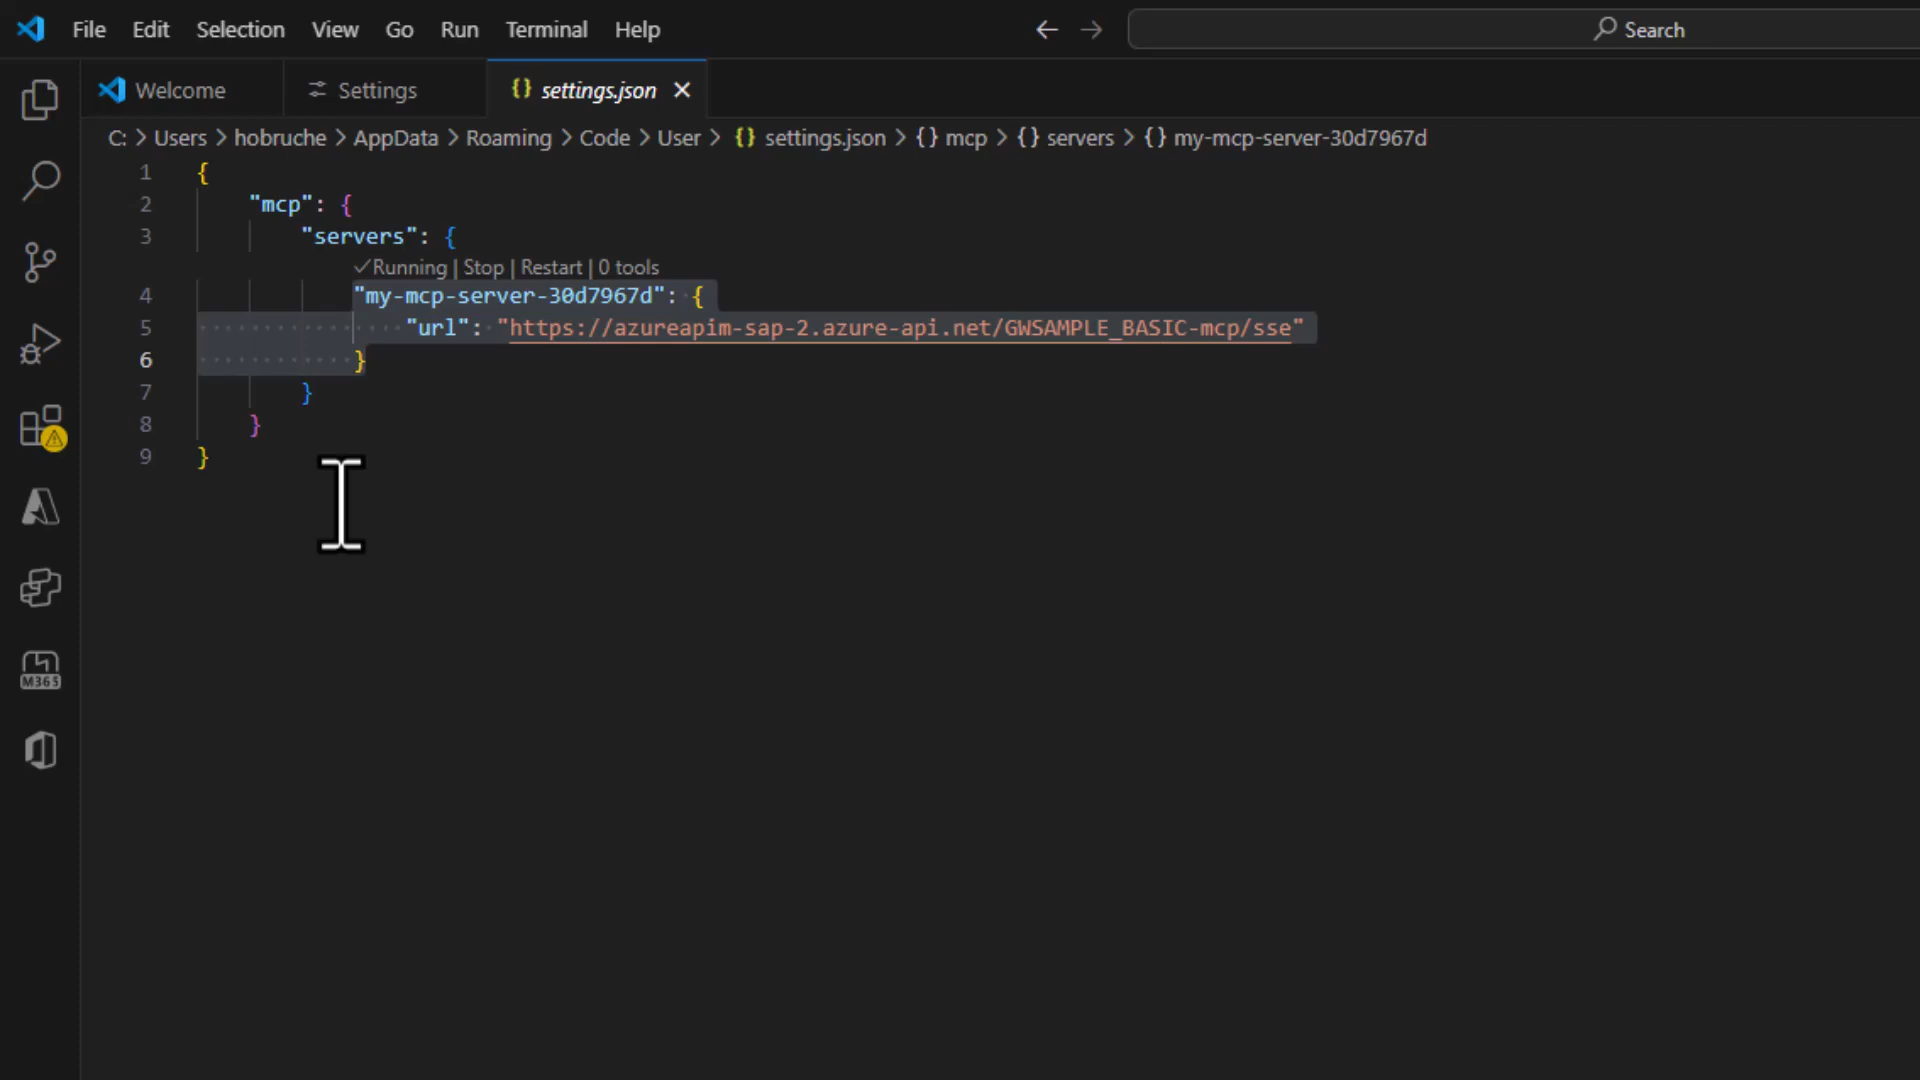 File Edit Selection View Go Run Terminal Help Search
Welcome Settings {} settings.json
C: > Users > hobruche > AppData > Roaming > Code > User > {} settings.json > {} mcp > {} servers > {} my-mcp-server-30d7967d
1 {
2 "mcp": {
3 "servers": {
✓Running | Stop | Restart | 0 tools
4 "my-mcp-server-30d7967d": {
5 "url": "https://azureapim-sap-2.azure-api.net/GWSAMPLE_BASIC-mcp/sse"
6 }
7 }
8 }
9 }
M365